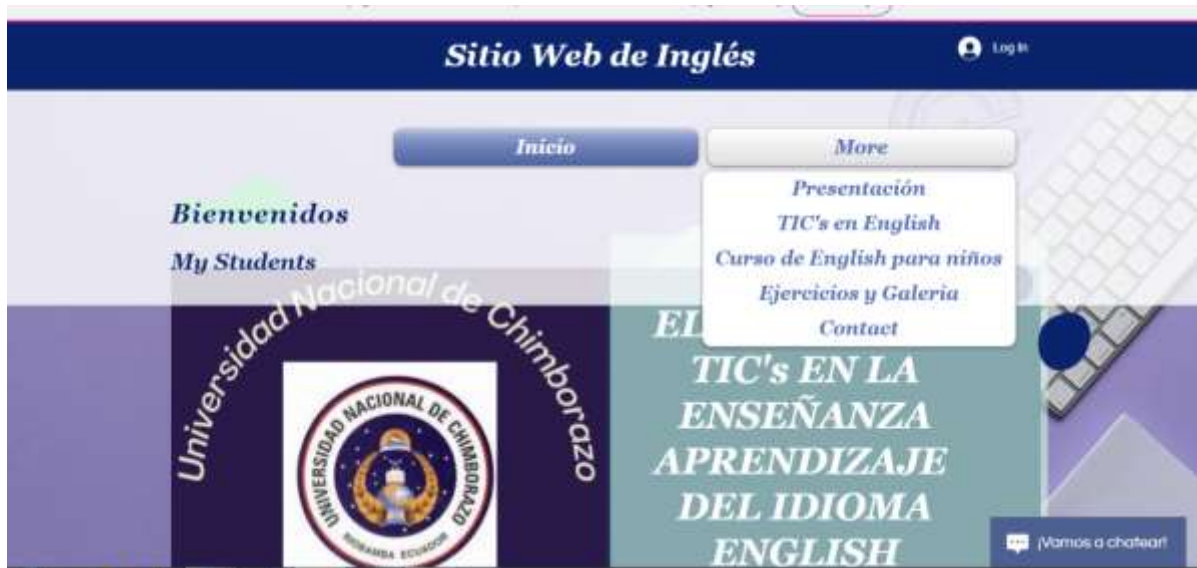 Sitio Web de Inglés
Log In
Inicio
More
Presentación
TIC's en English
Curso de English para niños
Ejercicios y Galería
Contact
Bienvenidos
My Students
Universidad Nacional de Chimborazo
UNIVERSIDAD NACIONAL DE CHIMBORAZO
RIOBAMBA ECUADOR
EL
TIC's EN LA
ENSEÑANZA
APRENDIZAJE
DEL IDIOMA
ENGLISH
¡Vamos a chatear!